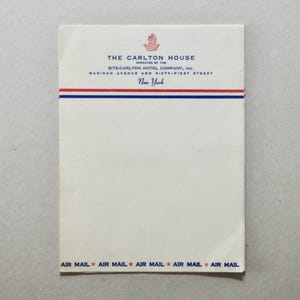 THE CARLTON HOUSE
OPERATED BY THE
RITZ-CARLTON HOTEL COMPANY, INC.
MADISON AVENUE AND SIXTY-FIRST STREET
New York
AIR MAIL * AIR MAIL * AIR MAIL * AIR MAIL * AIR MAIL